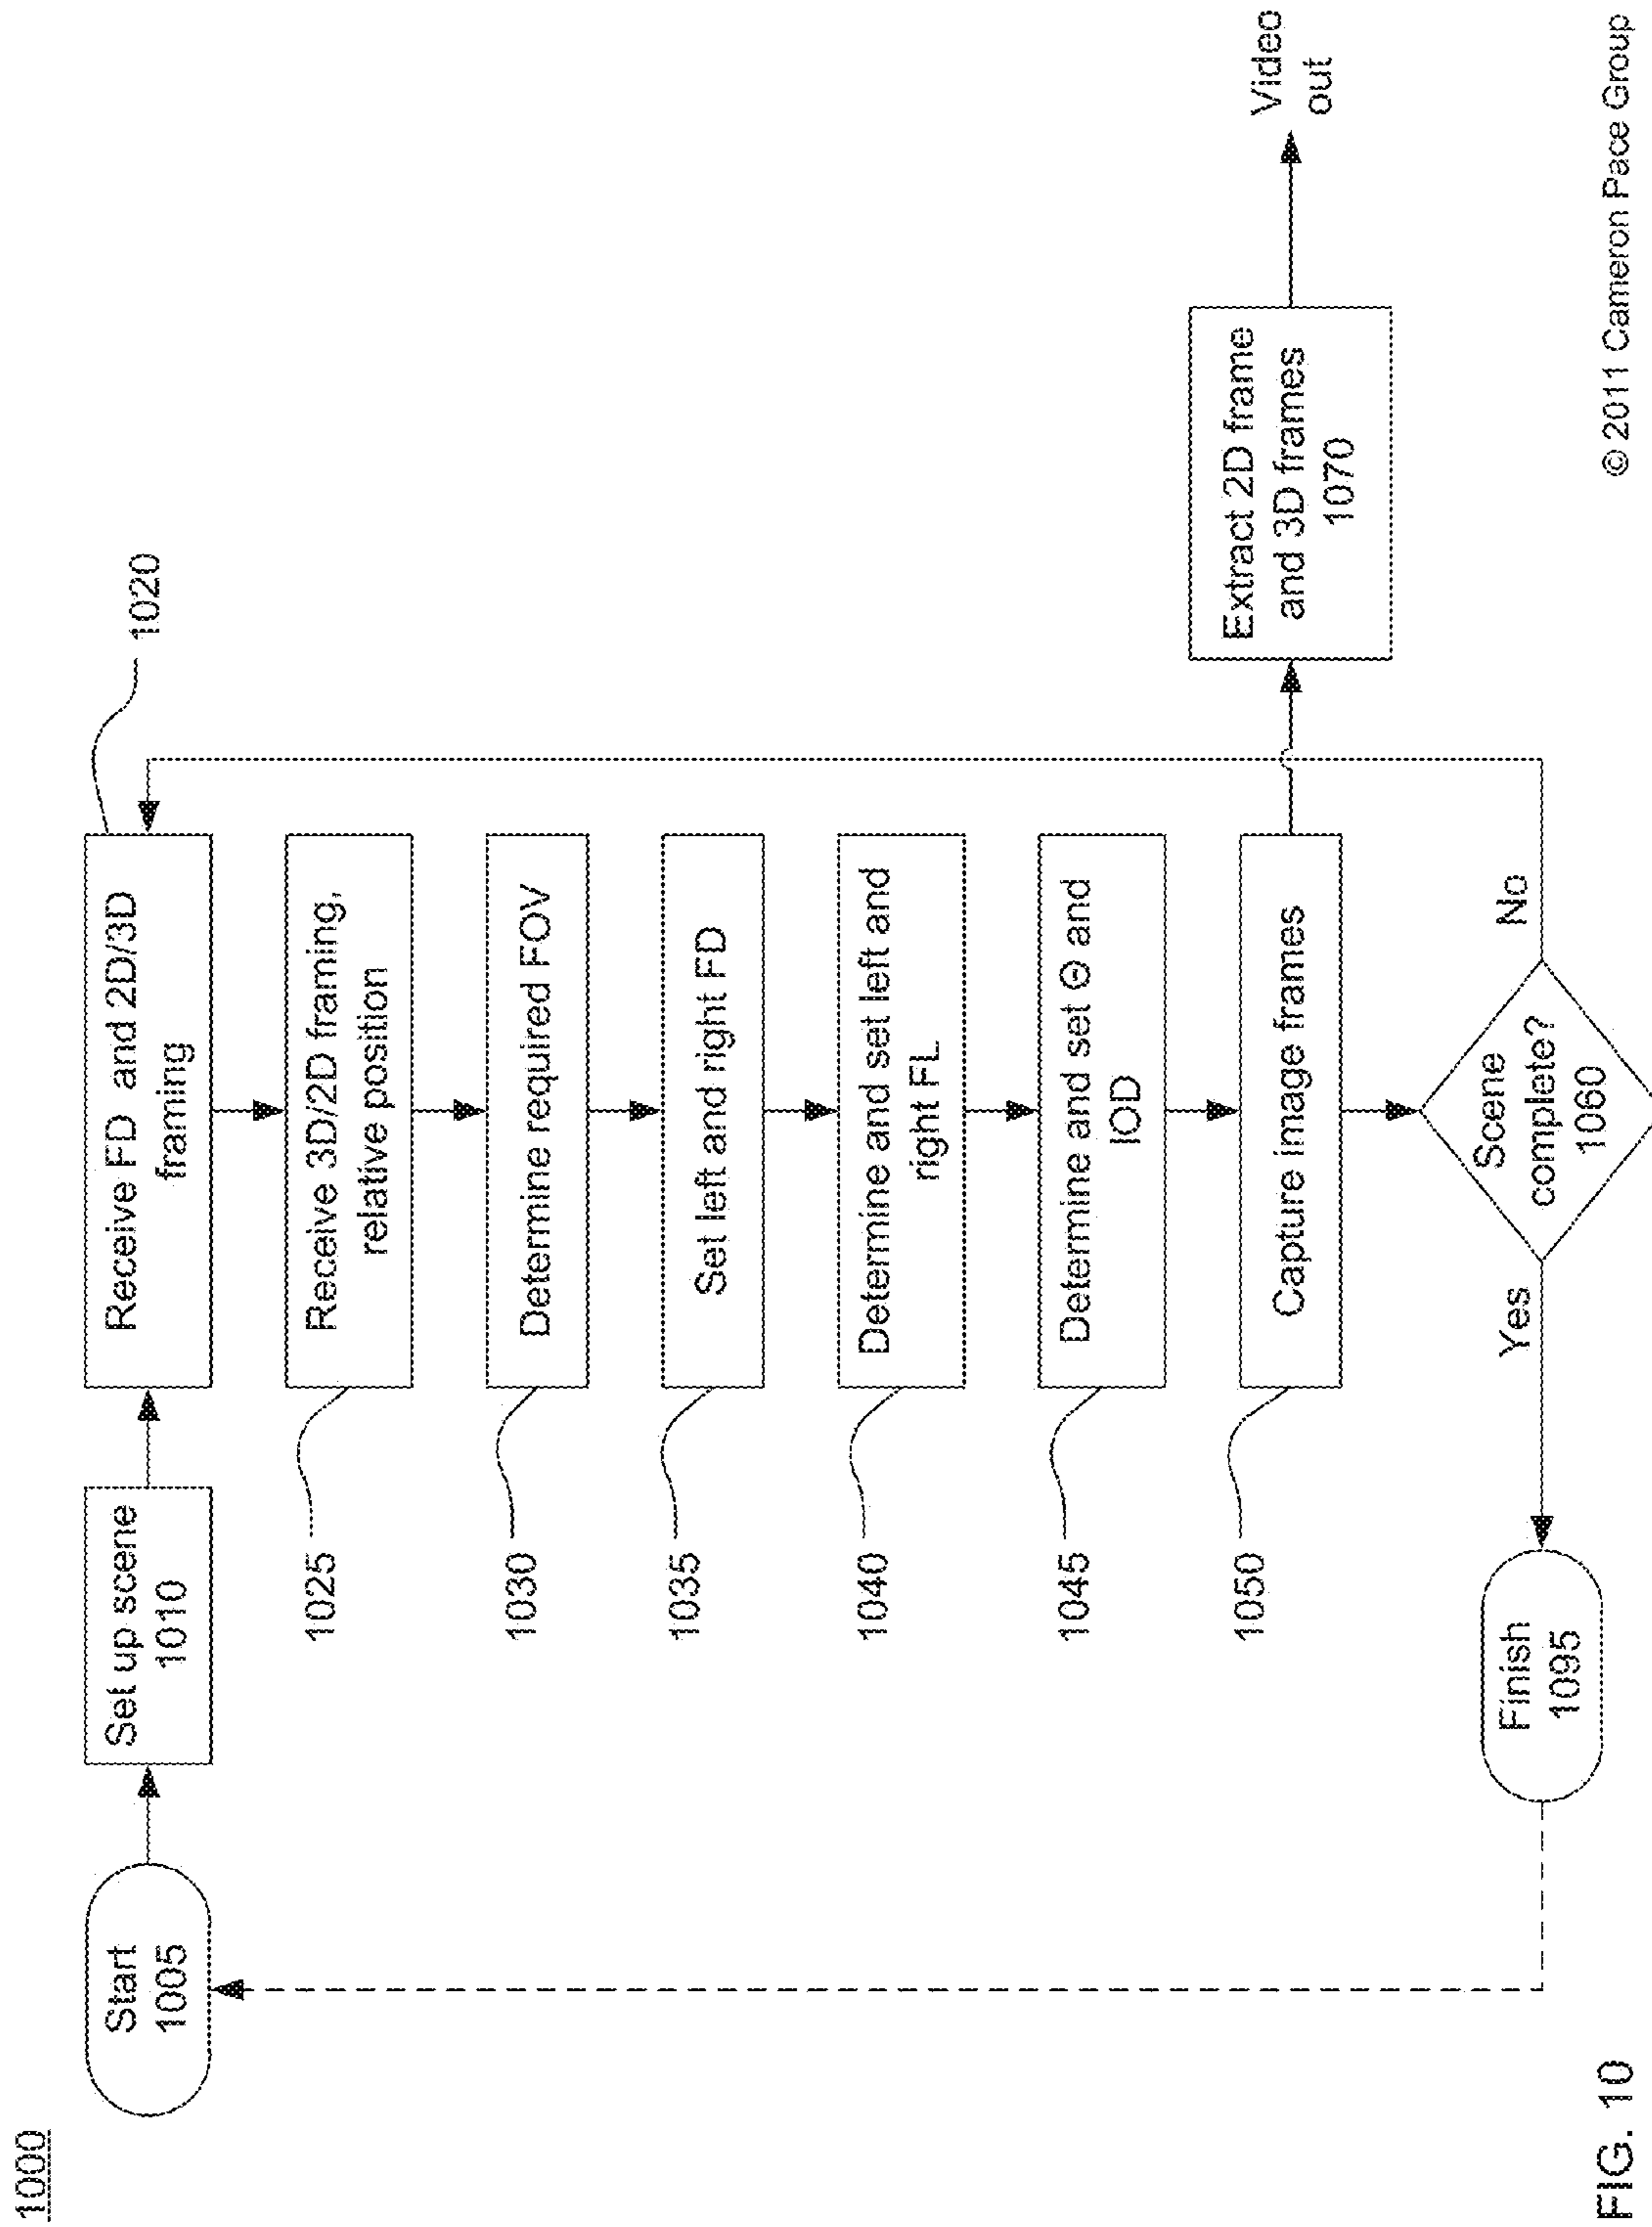 1000
Start
1005
Set up scene
1010
Receive FD and 2D/3D
framing
1020
Receive 3D/2D framing,
relative position
1025
Determine required FOV
1030
Set left and right FD
1035
Determine and set left and
right FL
1040
Determine and set Θ and
IOD
1045
Capture image frames
1050
Extract 2D frame
and 3D frames
1070
Video
out
Scene
complete?
1060
Yes
No
Finish
1095
FIG. 10
© 2011 Cameron Pace Group